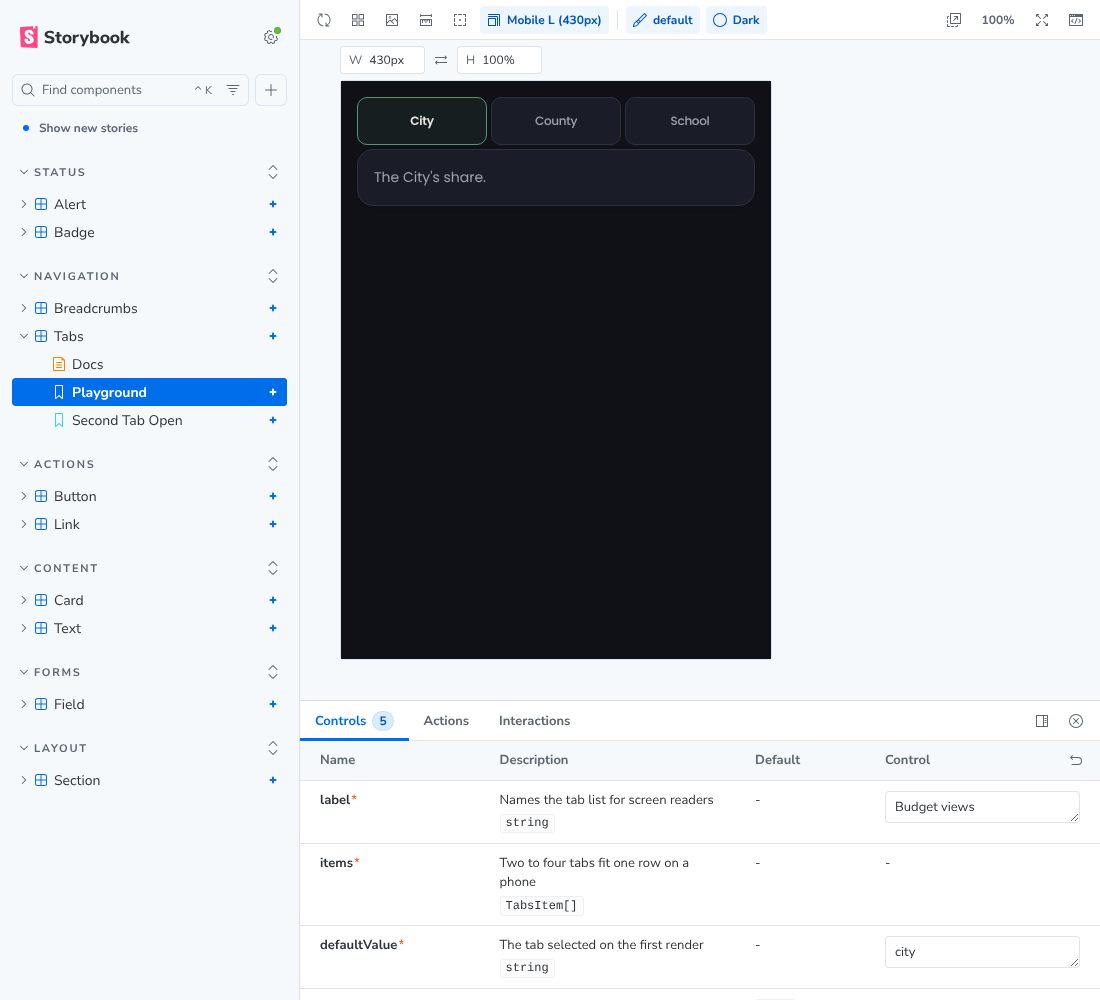 Storybook
Find components
^ K
Show new stories
STATUS
Alert
Badge
NAVIGATION
Breadcrumbs
Tabs
Docs
Playground
Second Tab Open
ACTIONS
Button
Link
CONTENT
Card
Text
FORMS
Field
LAYOUT
Section
Mobile L (430px)
default
Dark
100%
W 430px
H 100%
City
County
School
The City's share.
Controls 5
Actions
Interactions
Name
Description
Default
Control
label*
Names the tab list for screen readers
string
-
Budget views
items*
Two to four tabs fit one row on a
phone
TabsItem[]
-
-
defaultValue*
The tab selected on the first render
string
-
city